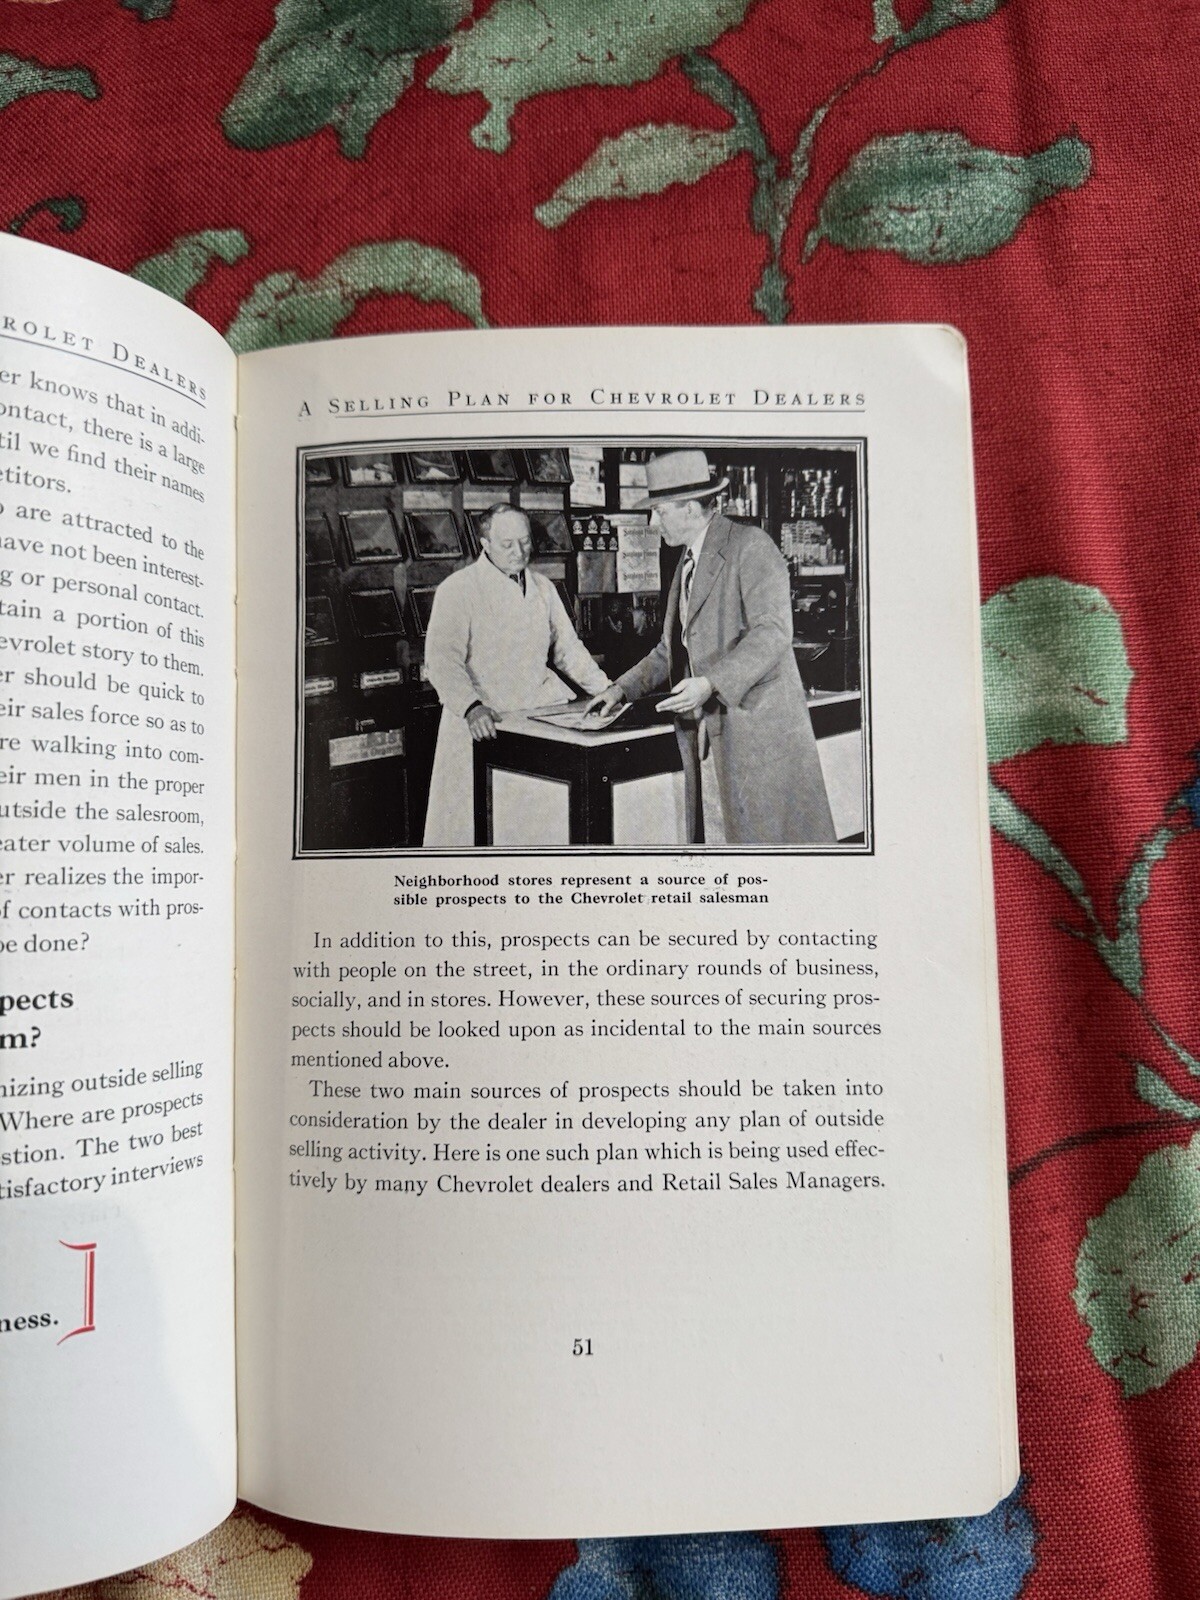 ROLET DEALERS
er knows that in addi-
ontact, there is a large
til we find their names
etitors.
o are attracted to the
ave not been interest-
g or personal contact.
tain a portion of this
evrolet story to them.
er should be quick to
eir sales force so as to
re walking into com-
eir men in the proper
utside the salesroom,
eater volume of sales.
er realizes the impor-
f contacts with pros-
be done?
pects
m?
nizing outside selling
Where are prospects
stion. The two best
tisfactory interviews
ness.
A SELLING PLAN FOR CHEVROLET DEALERS
Neighborhood stores represent a source of pos-
sible prospects to the Chevrolet retail salesman
In addition to this, prospects can be secured by contacting
with people on the street, in the ordinary rounds of business,
socially, and in stores. However, these sources of securing pros-
pects should be looked upon as incidental to the main sources
mentioned above.
These two main sources of prospects should be taken into
consideration by the dealer in developing any plan of outside
selling activity. Here is one such plan which is being used effec-
tively by many Chevrolet dealers and Retail Sales Managers.
51